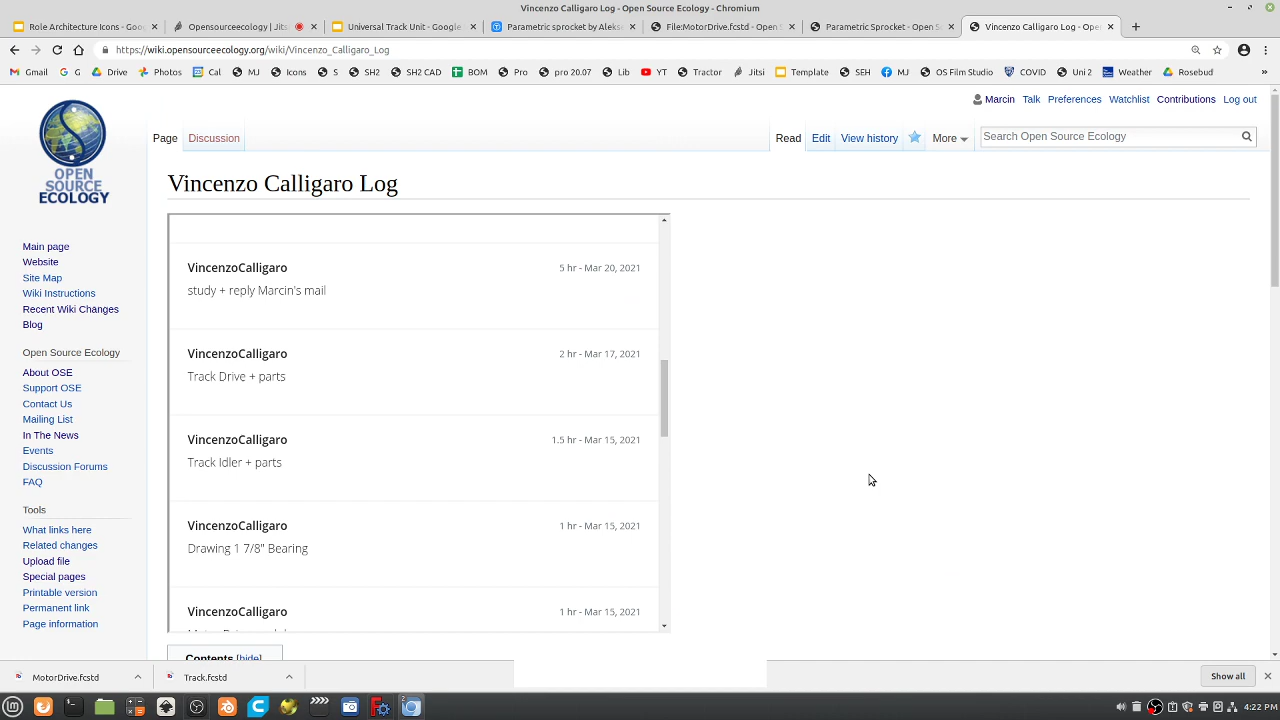 Vincenzo Calligaro Log - Open Source Ecology - Chromium
Role Architecture Icons - Goog
Opensourceecology | Jits
Universal Track Unit - Google
Parametric sprocket by Aleks
File:MotorDrive.fcstd - Open S
Parametric Sprocket - Open S
Vincenzo Calligaro Log - Ope
https://wiki.opensourceecology.org/wiki/Vincenzo_Calligaro_Log
Gmail
G
Drive
Photos
Cal
MJ
Icons
S
SH2
SH2 CAD
BOM
Pro
pro 20.07
Lib
YT
Tractor
Jitsi
Template
SEH
MJ
OS Film Studio
COVID
Uni 2
Weather
Rosebud
»
Marcin Talk Preferences Watchlist Contributions Log out
Page Discussion
Read Edit View history More
Search Open Source Ecology
OPEN
SOURCE
ECOLOGY
Main page
Website
Site Map
Wiki Instructions
Recent Wiki Changes
Blog
Open Source Ecology
About OSE
Support OSE
Contact Us
Mailing List
In The News
Events
Discussion Forums
FAQ
Tools
What links here
Related changes
Upload file
Special pages
Printable version
Permanent link
Page information
Vincenzo Calligaro Log
VincenzoCalligaro 5 hr - Mar 20, 2021
study + reply Marcin's mail
VincenzoCalligaro 2 hr - Mar 17, 2021
Track Drive + parts
VincenzoCalligaro 1.5 hr - Mar 15, 2021
Track Idler + parts
VincenzoCalligaro 1 hr - Mar 15, 2021
Drawing 1 7/8" Bearing
VincenzoCalligaro 1 hr - Mar 15, 2021
Contents [hide]
MotorDrive.fcstd
Track.fcstd
Show all
4:22 PM